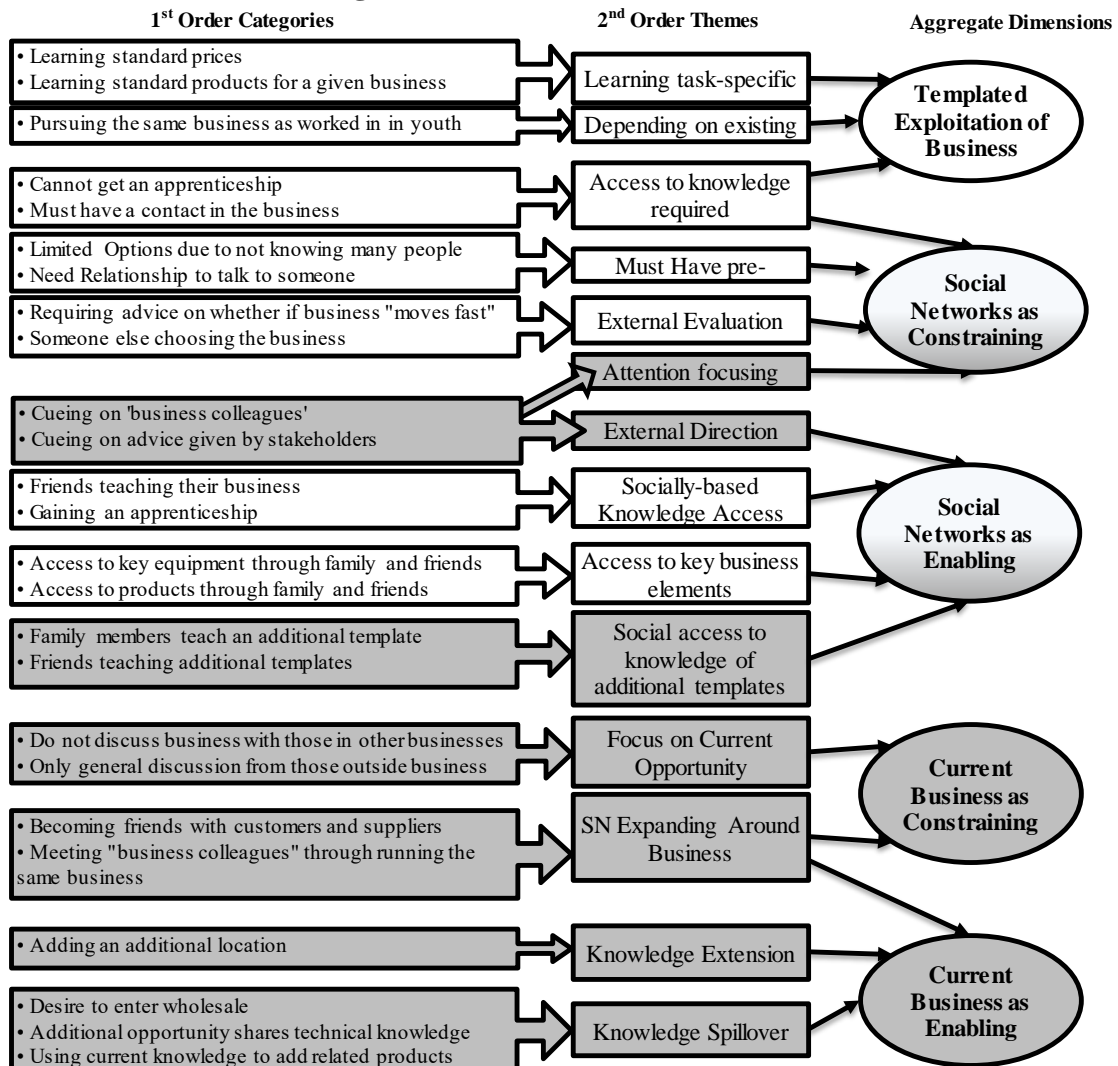 1st Order Categories
2nd Order Themes
Aggregate Dimensions
• Learning standard prices
• Learning standard products for a given business
Learning task-specific
Templated
Exploitation of
Business
• Pursuing the same business as worked in in youth
Depending on existing
• Cannot get an apprenticeship
• Must have a contact in the business
Access to knowledge
required
• Limited Options due to not knowing many people
• Need Relationship to talk to someone
Must Have pre-
Social
Networks as
Constraining
• Requiring advice on whether if business "moves fast"
• Someone else choosing the business
External Evaluation
Attention focusing
• Cueing on 'business colleagues'
• Cueing on advice given by stakeholders
External Direction
• Friends teaching their business
• Gaining an apprenticeship
Socially-based
Knowledge Access
Social
Networks as
Enabling
• Access to key equipment through family and friends
• Access to products through family and friends
Access to key business
elements
• Family members teach an additional template
• Friends teaching additional templates
Social access to
knowledge of
additional templates
• Do not discuss business with those in other businesses
• Only general discussion from those outside business
Focus on Current
Opportunity
Current
Business as
Constraining
• Becoming friends with customers and suppliers
• Meeting "business colleagues" through running the
same business
SN Expanding Around
Business
• Adding an additional location
Knowledge Extension
Current
Business as
Enabling
• Desire to enter wholesale
• Additional opportunity shares technical knowledge
• Using current knowledge to add related products
Knowledge Spillover